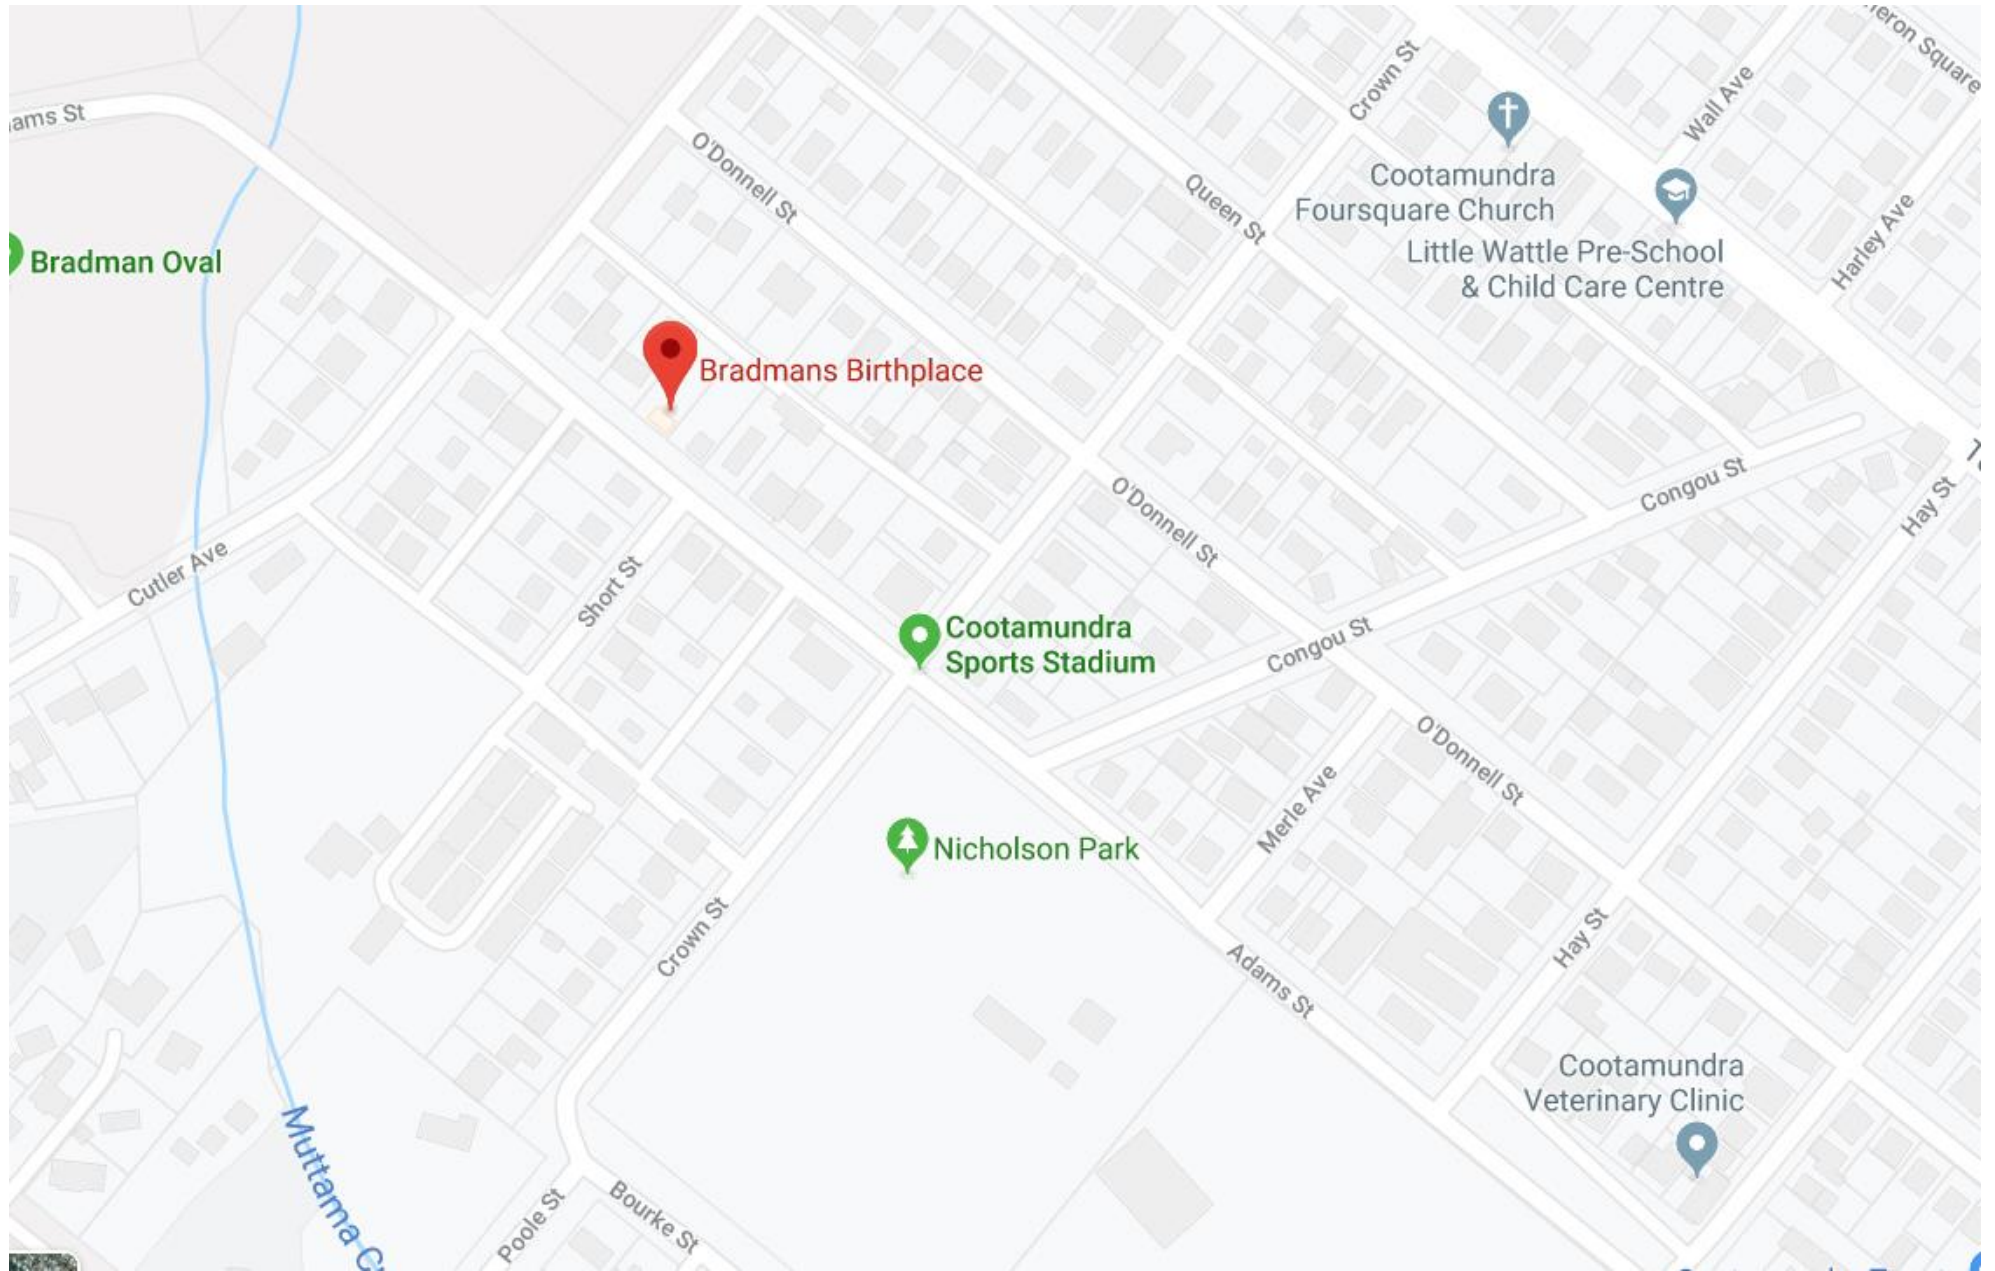 ams St
Bradman Oval
O'Donnell St
Crown St
Queen St
Cootamundra
Foursquare Church
Wall Ave
eron Square
Little Wattle Pre-School
& Child Care Centre
Harley Ave
Bradmans Birthplace
Cutler Ave
Short St
O'Donnell St
Congou St
Hay St
Cootamundra
Sports Stadium
Congou St
O'Donnell St
Merle Ave
Nicholson Park
Crown St
Adams St
Hay St
Cootamundra
Veterinary Clinic
Muttama C
Poole St
Bourke St